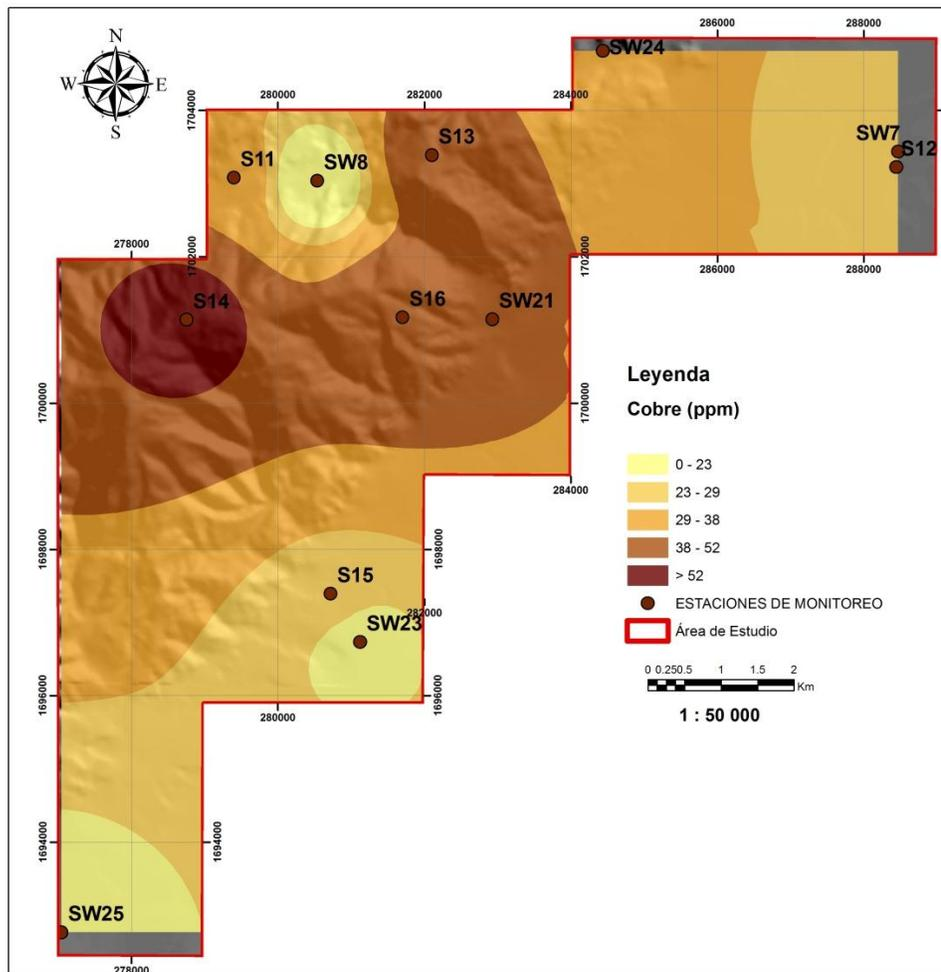 N
W E
S
286000 288000
SW24
280000 282000 284000
1704000
S11 SW8 S13 SW7 S12
278000 1702000 286000 288000
S14 S16 SW21
1700000
284000
1698000 1698000
S15
282000
SW23
1696000 1696000
280000
1694000 1694000
SW25
278000
Leyenda
Cobre (ppm)
0 - 23
23 - 29
29 - 38
38 - 52
> 52
ESTACIONES DE MONITOREO
Área de Estudio
0 0.250.5 1 1.5 2
Km
1 : 50 000